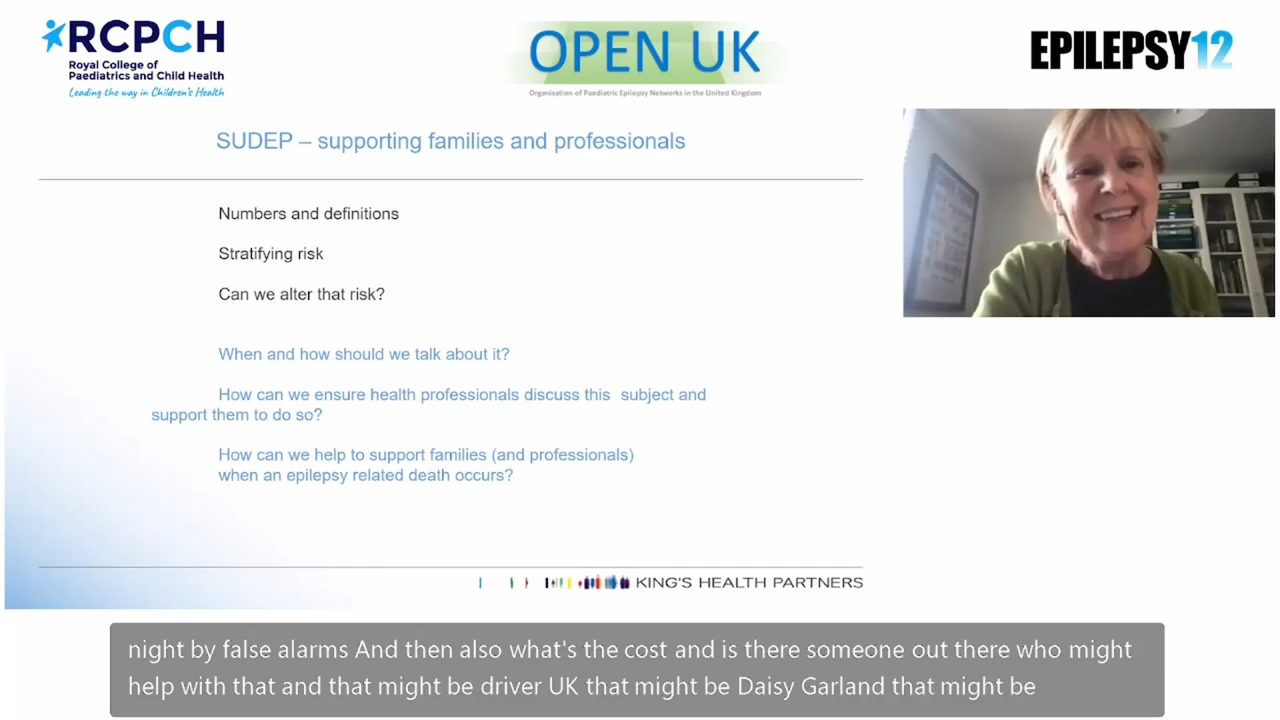 RCPCH
Royal College of
Paediatrics and Child Health
Leading the way in Children's Health
OPEN UK
Organisation of Paediatric Epilepsy Networks in the United Kingdom
EPILEPSY12
SUDEP – supporting families and professionals
Numbers and definitions
Stratifying risk
Can we alter that risk?
When and how should we talk about it?
How can we ensure health professionals discuss this subject and
support them to do so?
How can we help to support families (and professionals)
when an epilepsy related death occurs?
KING'S HEALTH PARTNERS
night by false alarms And then also what's the cost and is there someone out there who might
help with that and that might be driver UK that might be Daisy Garland that might be